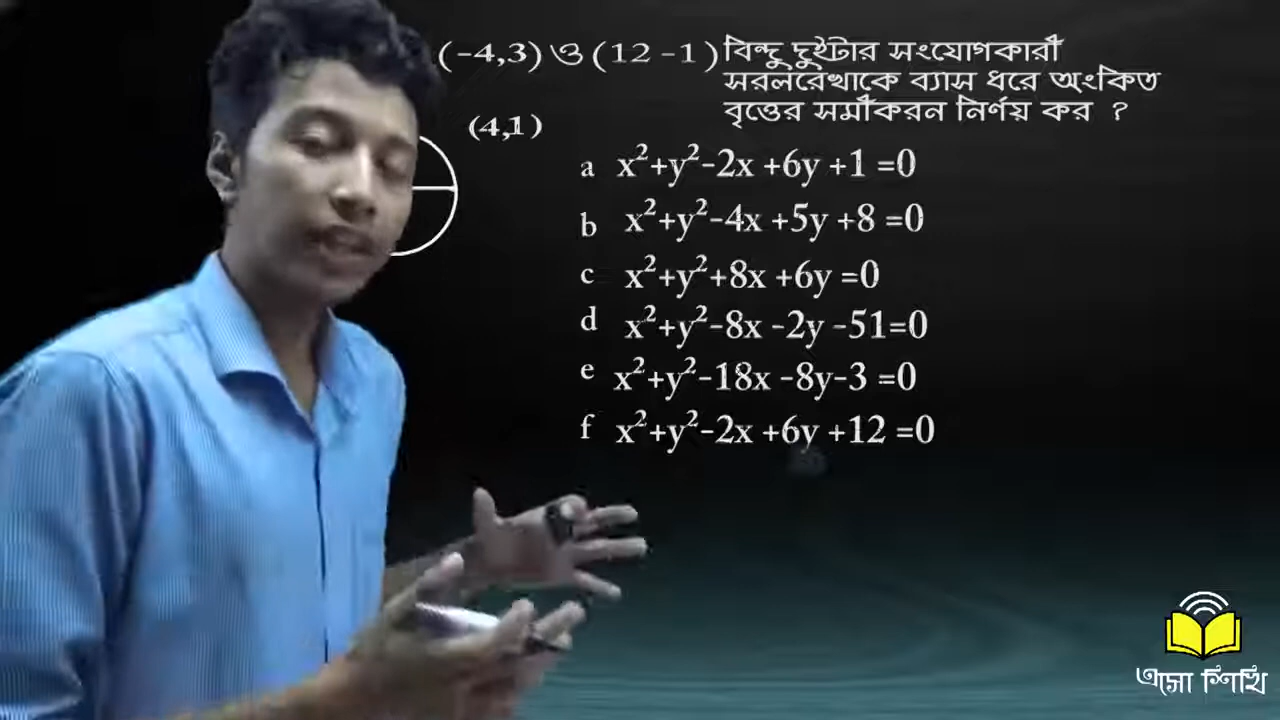 (-4,3) ও (12 -1) বিন্দু দুইটার সংযোগকারী
সরলরেখাকে ব্যাস ধরে অংকিত
বৃত্তের সমীকরন নির্ণয় কর ?
(4,1)
a x²+y²-2x +6y +1 =0
b x²+y²-4x +5y +8 =0
c x²+y²+8x +6y =0
d x²+y²-8x -2y -51=0
e x²+y²-18x -8y-3 =0
f x²+y²-2x +6y +12 =0
এসো শিখি